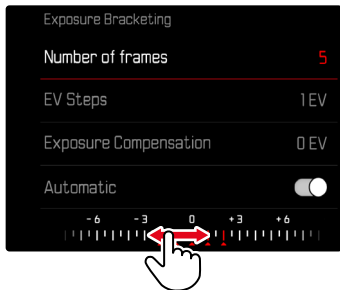 Exposure Bracketing
Number of frames 5
EV Steps 1 EV
Exposure Compensation 0 EV
Automatic
-6 -3 0 +3 +6